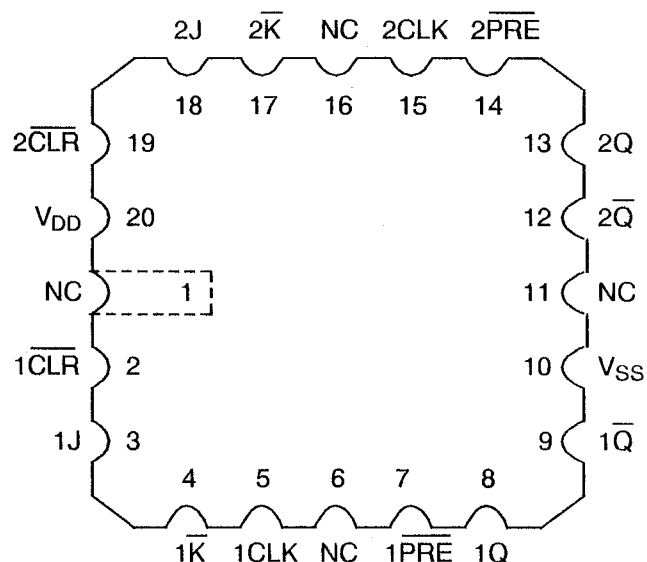 2J 2K̅ NC 2CLK 2P̅R̅E̅
18 17 16 15 14
2C̅L̅R̅ 19 13 2Q
V_DD 20 12 2Q̅
NC 1 11 NC
1C̅L̅R̅ 2 10 V_SS
1J 3 9 1Q̅
4 5 6 7 8
1K̅ 1CLK NC 1P̅R̅E̅ 1Q